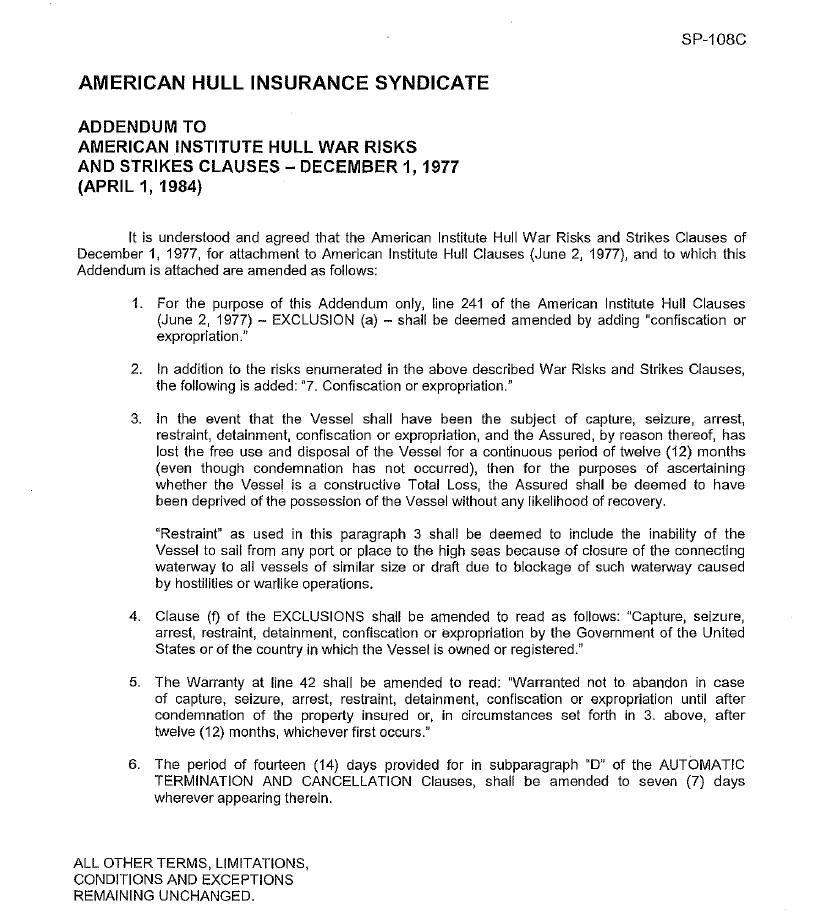 SP-108C
AMERICAN HULL INSURANCE SYNDICATE
ADDENDUM TO
AMERICAN INSTITUTE HULL WAR RISKS
AND STRIKES CLAUSES – DECEMBER 1, 1977
(APRIL 1, 1984)
It is understood and agreed that the American Institute Hull War Risks and Strikes Clauses of
December 1, 1977, for attachment to American Institute Hull Clauses (June 2, 1977), and to which this
Addendum is attached are amended as follows:
1. For the purpose of this Addendum only, line 241 of the American Institute Hull Clauses
(June 2, 1977) – EXCLUSION (a) – shall be deemed amended by adding "confiscation or
expropriation."
2. In addition to the risks enumerated in the above described War Risks and Strikes Clauses,
the following is added: "7. Confiscation or expropriation."
3. In the event that the Vessel shall have been the subject of capture, seizure, arrest,
restraint, detainment, confiscation or expropriation, and the Assured, by reason thereof, has
lost the free use and disposal of the Vessel for a continuous period of twelve (12) months
(even though condemnation has not occurred), then for the purposes of ascertaining
whether the Vessel is a constructive Total Loss, the Assured shall be deemed to have
been deprived of the possession of the Vessel without any likelihood of recovery.
"Restraint" as used in this paragraph 3 shall be deemed to include the inability of the
Vessel to sail from any port or place to the high seas because of closure of the connecting
waterway to all vessels of similar size or draft due to blockage of such waterway caused
by hostilities or warlike operations.
4. Clause (f) of the EXCLUSIONS shall be amended to read as follows: "Capture, seizure,
arrest, restraint, detainment, confiscation or expropriation by the Government of the United
States or of the country in which the Vessel is owned or registered."
5. The Warranty at line 42 shall be amended to read: "Warranted not to abandon in case
of capture, seizure, arrest, restraint, detainment, confiscation or expropriation until after
condemnation of the property insured or, in circumstances set forth in 3. above, after
twelve (12) months, whichever first occurs."
6. The period of fourteen (14) days provided for in subparagraph "D" of the AUTOMATIC
TERMINATION AND CANCELLATION Clauses, shall be amended to seven (7) days
wherever appearing therein.
ALL OTHER TERMS, LIMITATIONS,
CONDITIONS AND EXCEPTIONS
REMAINING UNCHANGED.